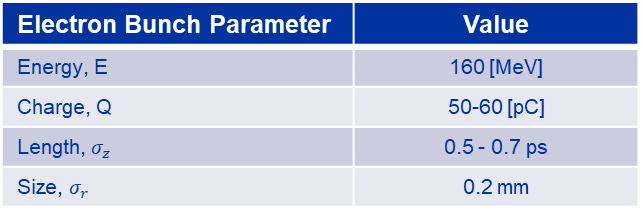 Electron Bunch Parameter Value
Energy, E 160 [MeV]
Charge, Q 50-60 [pC]
Length, σz 0.5 - 0.7 ps
Size, σr 0.2 mm